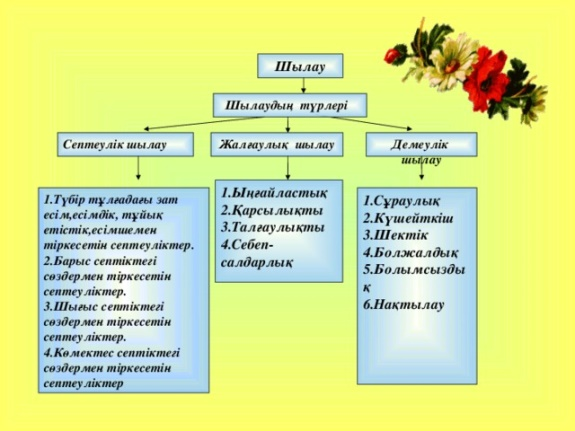 Шылау
Шылаудың түрлері
Септеулік шылау
Жалғаулық шылау
Демеулік
шылау
1.Түбір тұлғадағы зат
есім,есімдік, тұйық
етістік,есімшемен
тіркесетін септеуліктер.
2.Барыс септіктегі
сөздермен тіркесетін
септеуліктер.
3.Шығыс септіктегі
сөздермен тіркесетін
септеуліктер.
4.Көмектес септіктегі
сөздермен тіркесетін
септеуліктер
1.Ыңғайластық
2.Қарсылықты
3.Талғаулықты
4.Себеп-
салдарлық
1.Сұраулық
2.Күшейткіш
3.Шектік
4.Болжалдық
5.Болымсызды
қ
6.Нақтылау